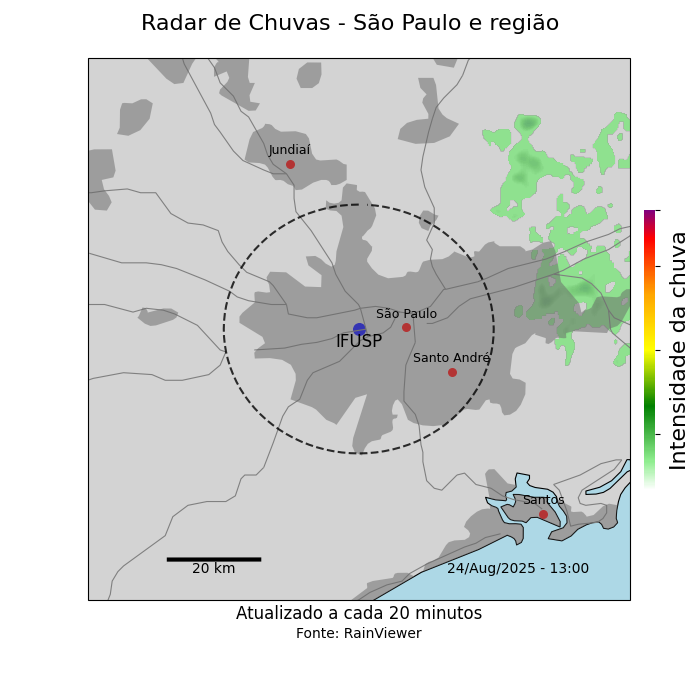 Radar de Chuvas - São Paulo e região
Jundiaí
São Paulo
IFUSP
Santo André
Santos
20 km
24/Aug/2025 - 13:00
Intensidade da chuva
Atualizado a cada 20 minutos
Fonte: RainViewer